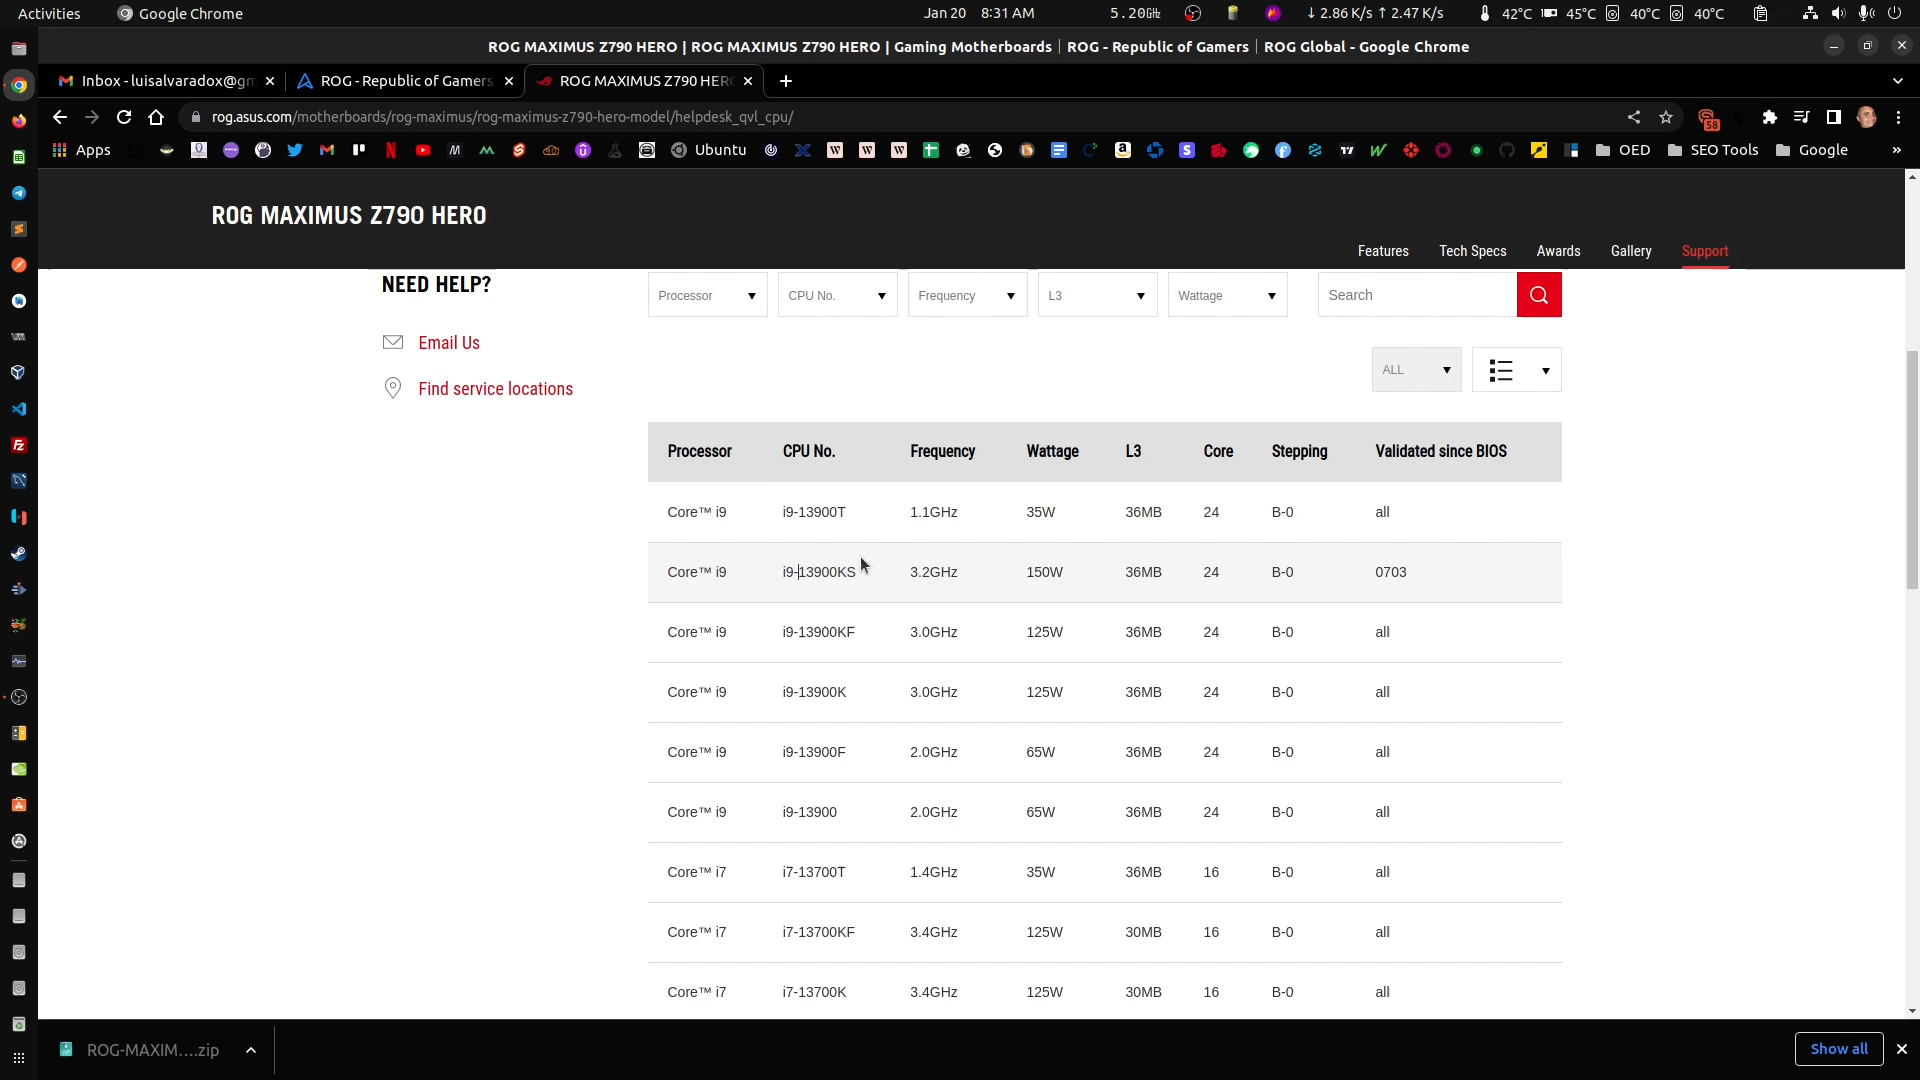 Activities
Google Chrome
Jan 20 8:31 AM
5.20GHz
↓ 2.86 K/s ↑ 2.47 K/s
42°C
45°C
40°C
40°C
ROG MAXIMUS Z790 HERO | ROG MAXIMUS Z790 HERO | Gaming Motherboards | ROG - Republic of Gamers | ROG Global - Google Chrome
Inbox - luisalvaradox@gm
ROG - Republic of Gamers
ROG MAXIMUS Z790 HERO
rog.asus.com/motherboards/rog-maximus/rog-maximus-z790-hero-model/helpdesk_qvl_cpu/
58
Apps
Ubuntu
OED
SEO Tools
Google
»
ROG MAXIMUS Z790 HERO
Features Tech Specs Awards Gallery Support
NEED HELP?
Email Us
Find service locations
Processor CPU No. Frequency L3 Wattage Search
ALL
Processor CPU No. Frequency Wattage L3 Core Stepping Validated since BIOS
Core™ i9 i9-13900T 1.1GHz 35W 36MB 24 B-0 all
Core™ i9 i9-13900KS 3.2GHz 150W 36MB 24 B-0 0703
Core™ i9 i9-13900KF 3.0GHz 125W 36MB 24 B-0 all
Core™ i9 i9-13900K 3.0GHz 125W 36MB 24 B-0 all
Core™ i9 i9-13900F 2.0GHz 65W 36MB 24 B-0 all
Core™ i9 i9-13900 2.0GHz 65W 36MB 24 B-0 all
Core™ i7 i7-13700T 1.4GHz 35W 36MB 16 B-0 all
Core™ i7 i7-13700KF 3.4GHz 125W 30MB 16 B-0 all
Core™ i7 i7-13700K 3.4GHz 125W 30MB 16 B-0 all
ROG-MAXIM....zip
Show all